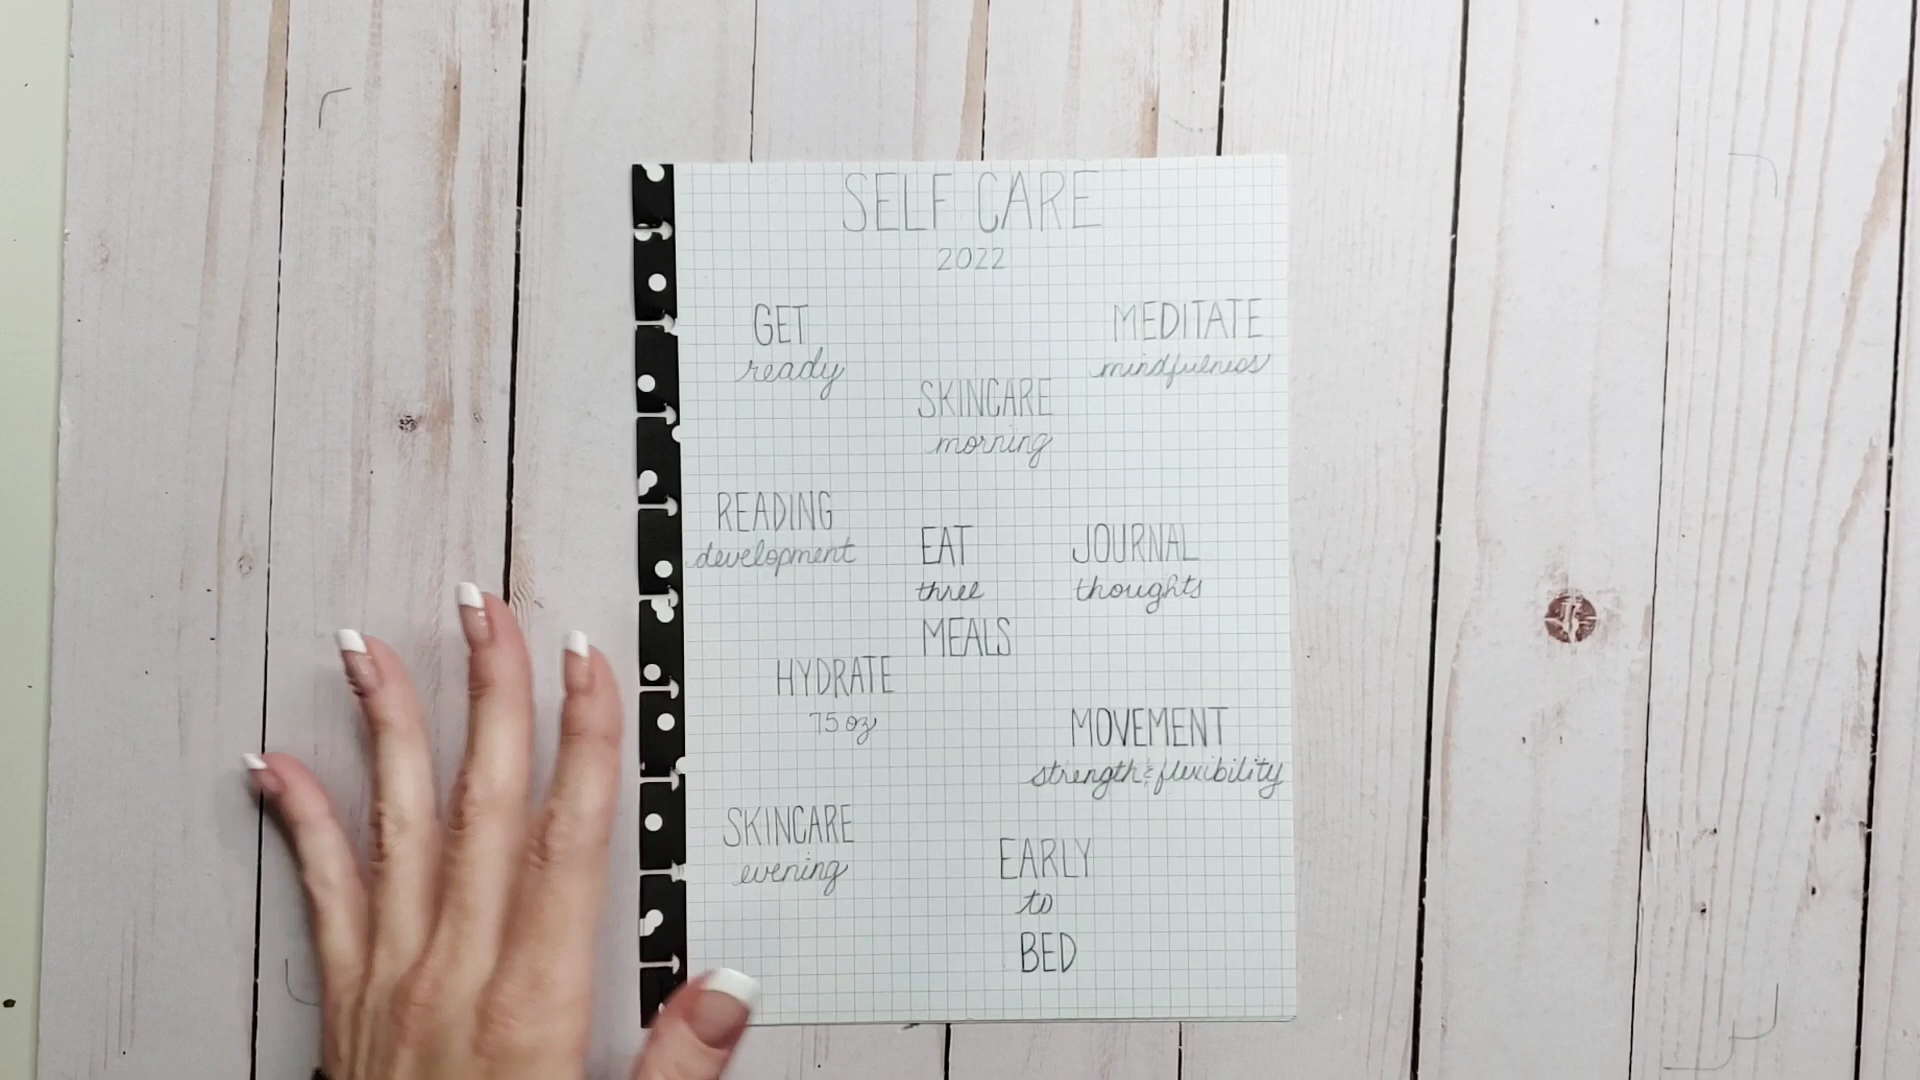 SELF CARE
2022
GET
ready
MEDITATE
mindfulness
SKINCARE
morning
READING
development
EAT
three
MEALS
JOURNAL
thoughts
HYDRATE
75 oz
MOVEMENT
strength & flexibility
SKINCARE
evening
EARLY
to
BED